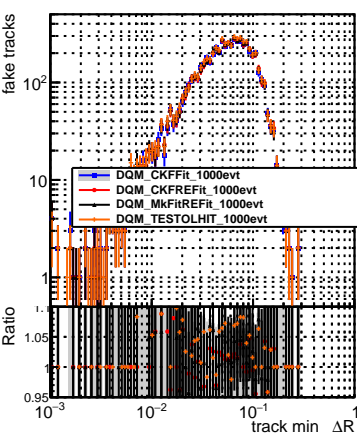 fake tracks
10²
10
1
DQM_CKFFit_1000evt
DQM_CKFREFit_1000evt
DQM_MkFitREFit_1000evt
DQM_TESTOLHIT_1000evt
Ratio
1.05
1
0.95
10⁻³ 10⁻² 10⁻¹ 1
track min ΔR